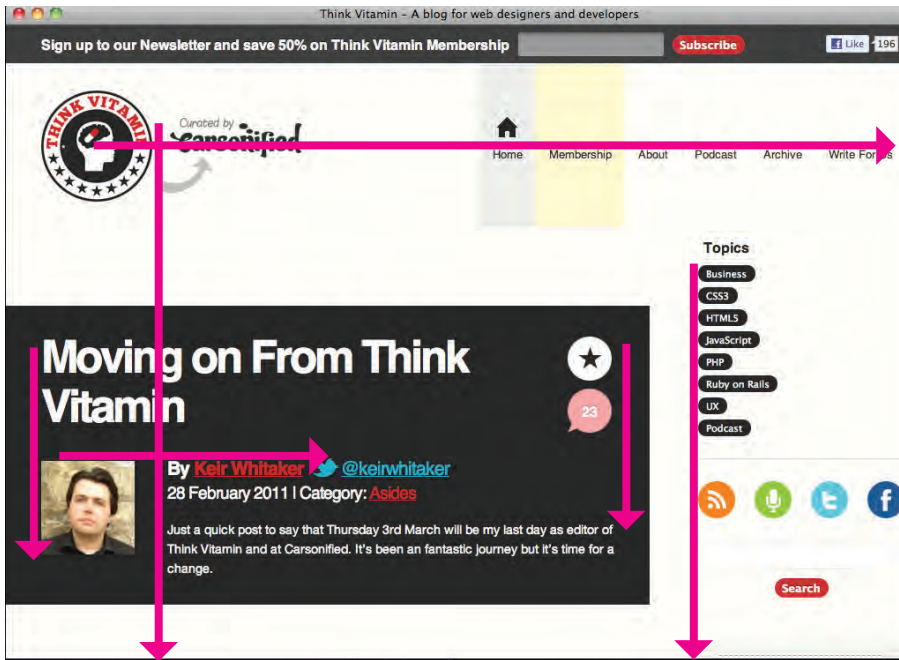 Think Vitamin - A blog for web designers and developers
Sign up to our Newsletter and save 50% on Think Vitamin Membership
Subscribe
Like 196
THINK VITAMIN
Curated by
Carsonified
Home Membership About Podcast Archive Write For Us
Topics
Business
CSS3
HTML5
JavaScript
PHP
Ruby on Rails
UX
Podcast
Moving on From Think
Vitamin
23
By Keir Whitaker @keirwhitaker
28 February 2011 | Category: Asides
Just a quick post to say that Thursday 3rd March will be my last day as editor of
Think Vitamin and at Carsonified. It's been an fantastic journey but it's time for a
change.
Search